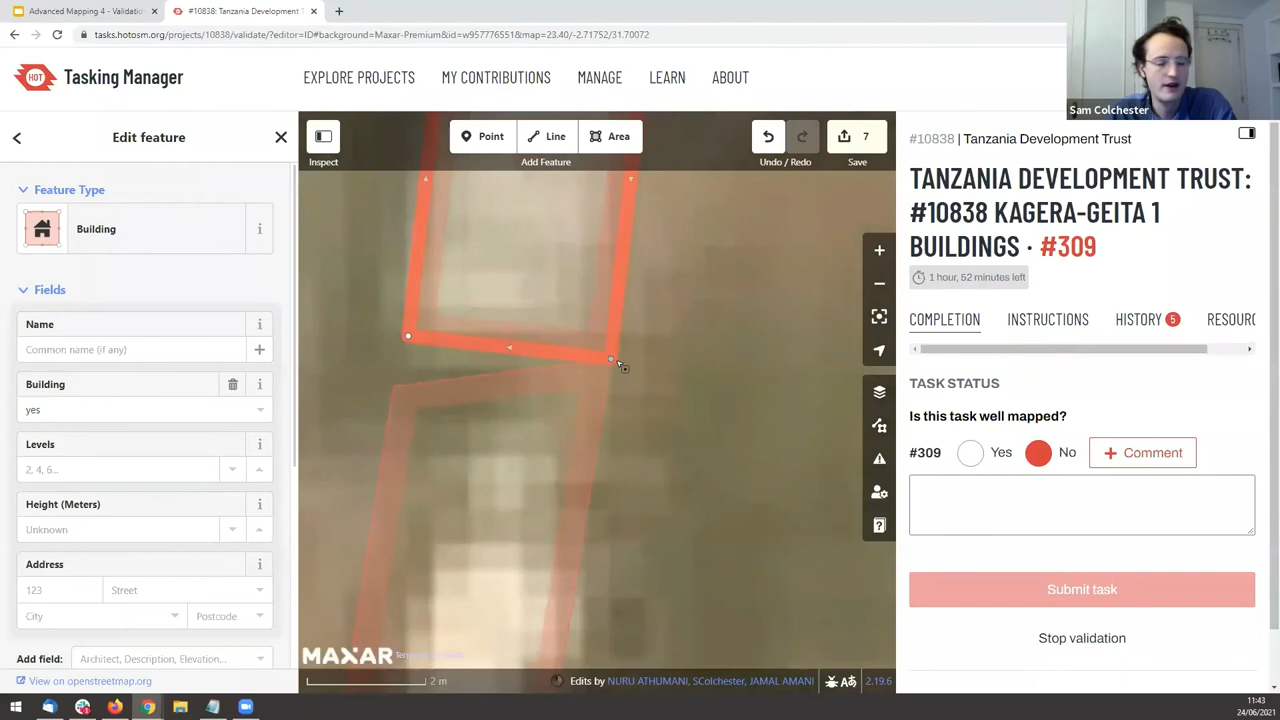 Advanced Mapping 4 - Validatio
#10838: Tanzania Development T
tasks.hotosm.org/projects/10838/validate/?editor=ID#background=Maxar-Premium&id=w957776551&map=23.40/-2.71752/31.70072
HOT
Tasking Manager
EXPLORE PROJECTS
MY CONTRIBUTIONS
MANAGE
LEARN
ABOUT
Sam Colchester
Edit feature
Feature Type
Building
Fields
Name
Common name (if any)
Building
yes
Levels
2, 4, 6...
Height (Meters)
Unknown
Address
123
Street
City
Postcode
Add field:
Architect, Description, Elevation...
View on openstreetmap.org
Inspect
Point
Line
Area
Add Feature
Undo / Redo
7
Save
MAXAR
2 m
Edits by NURU ATHUMANI, SColchester, JAMAL AMANI
2.19.6
#10838 | Tanzania Development Trust
TANZANIA DEVELOPMENT TRUST:
#10838 KAGERA-GEITA 1
BUILDINGS · #309
1 hour, 52 minutes left
COMPLETION
INSTRUCTIONS
HISTORY 5
RESOURC
TASK STATUS
Is this task well mapped?
#309
Yes
No
+ Comment
Submit task
Stop validation
11:43
24/06/2021